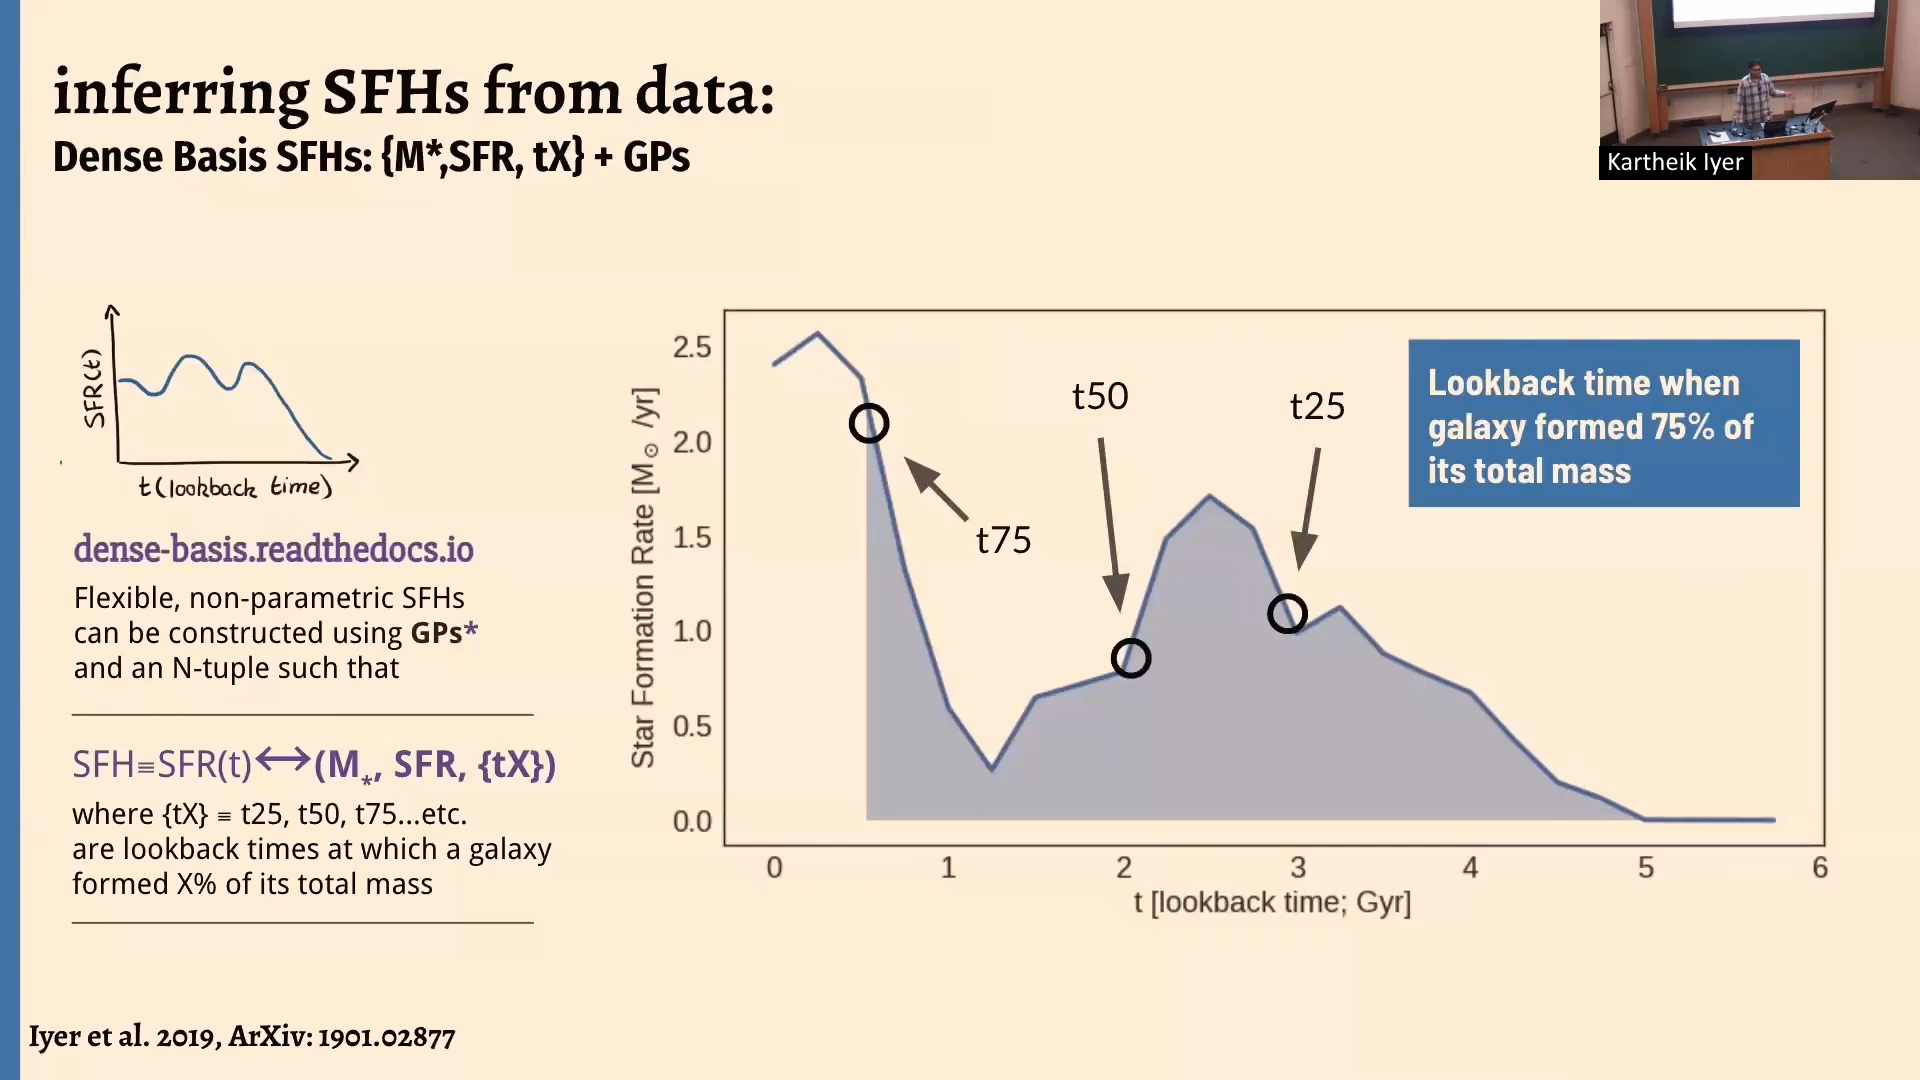 inferring SFHs from data:
Dense Basis SFHs: {M*,SFR, tX} + GPs
Kartheik Iyer
SFR(t)
t(lookback time)
dense-basis.readthedocs.io
Flexible, non-parametric SFHs
can be constructed using GPs*
and an N-tuple such that
SFH≡SFR(t)↔(M*, SFR, {tX})
where {tX} ≡ t25, t50, t75...etc.
are lookback times at which a galaxy
formed X% of its total mass
Star Formation Rate [M⊙ /yr]
2.5
2.0
1.5
1.0
0.5
0.0
t75
t50
t25
Lookback time when
galaxy formed 75% of
its total mass
0 1 2 3 4 5 6
t [lookback time; Gyr]
Iyer et al. 2019, ArXiv: 1901.02877